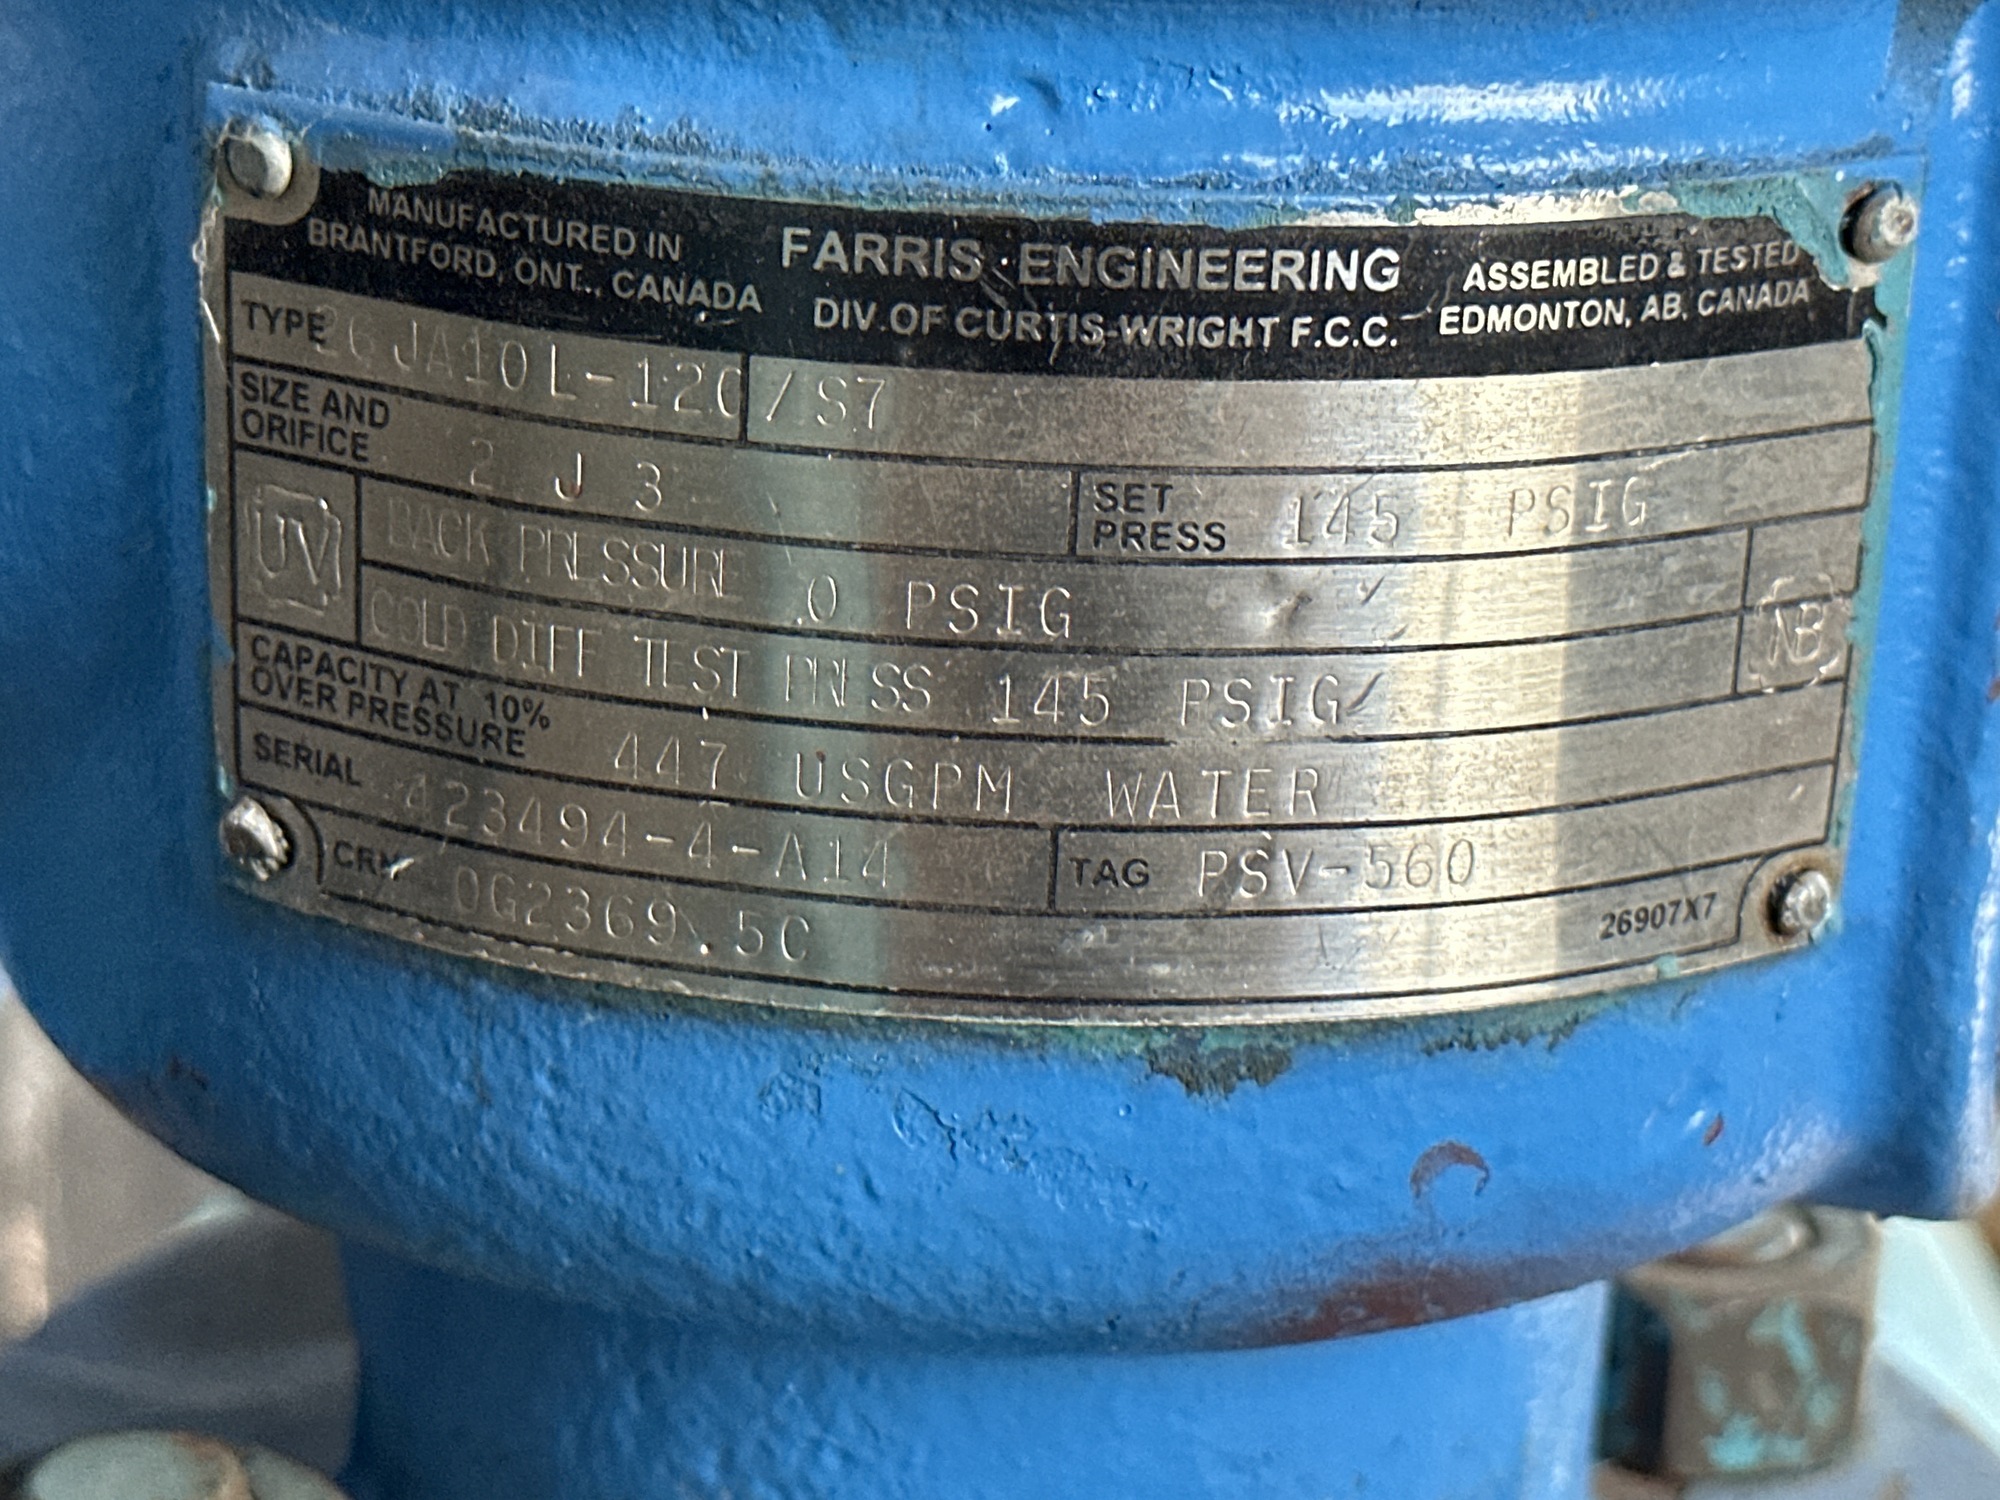 MANUFACTURED IN
BRANTFORD, ONT., CANADA
FARRIS ENGINEERING
DIV. OF CURTIS-WRIGHT F.C.C.
ASSEMBLED & TESTED
EDMONTON, AB. CANADA
TYPE 26JA10L-120/S7
SIZE AND
ORIFICE 2 J 3
SET
PRESS 145 PSIG
UV
BACK PRESSURE 0 PSIG
COLD DIFF TEST PRESS 145 PSIG
NB
CAPACITY AT 10%
OVER PRESSURE 447 USGPM WATER
SERIAL 423494-4-A14
TAG PSV-560
CRN 0G2369.5C
26907X7